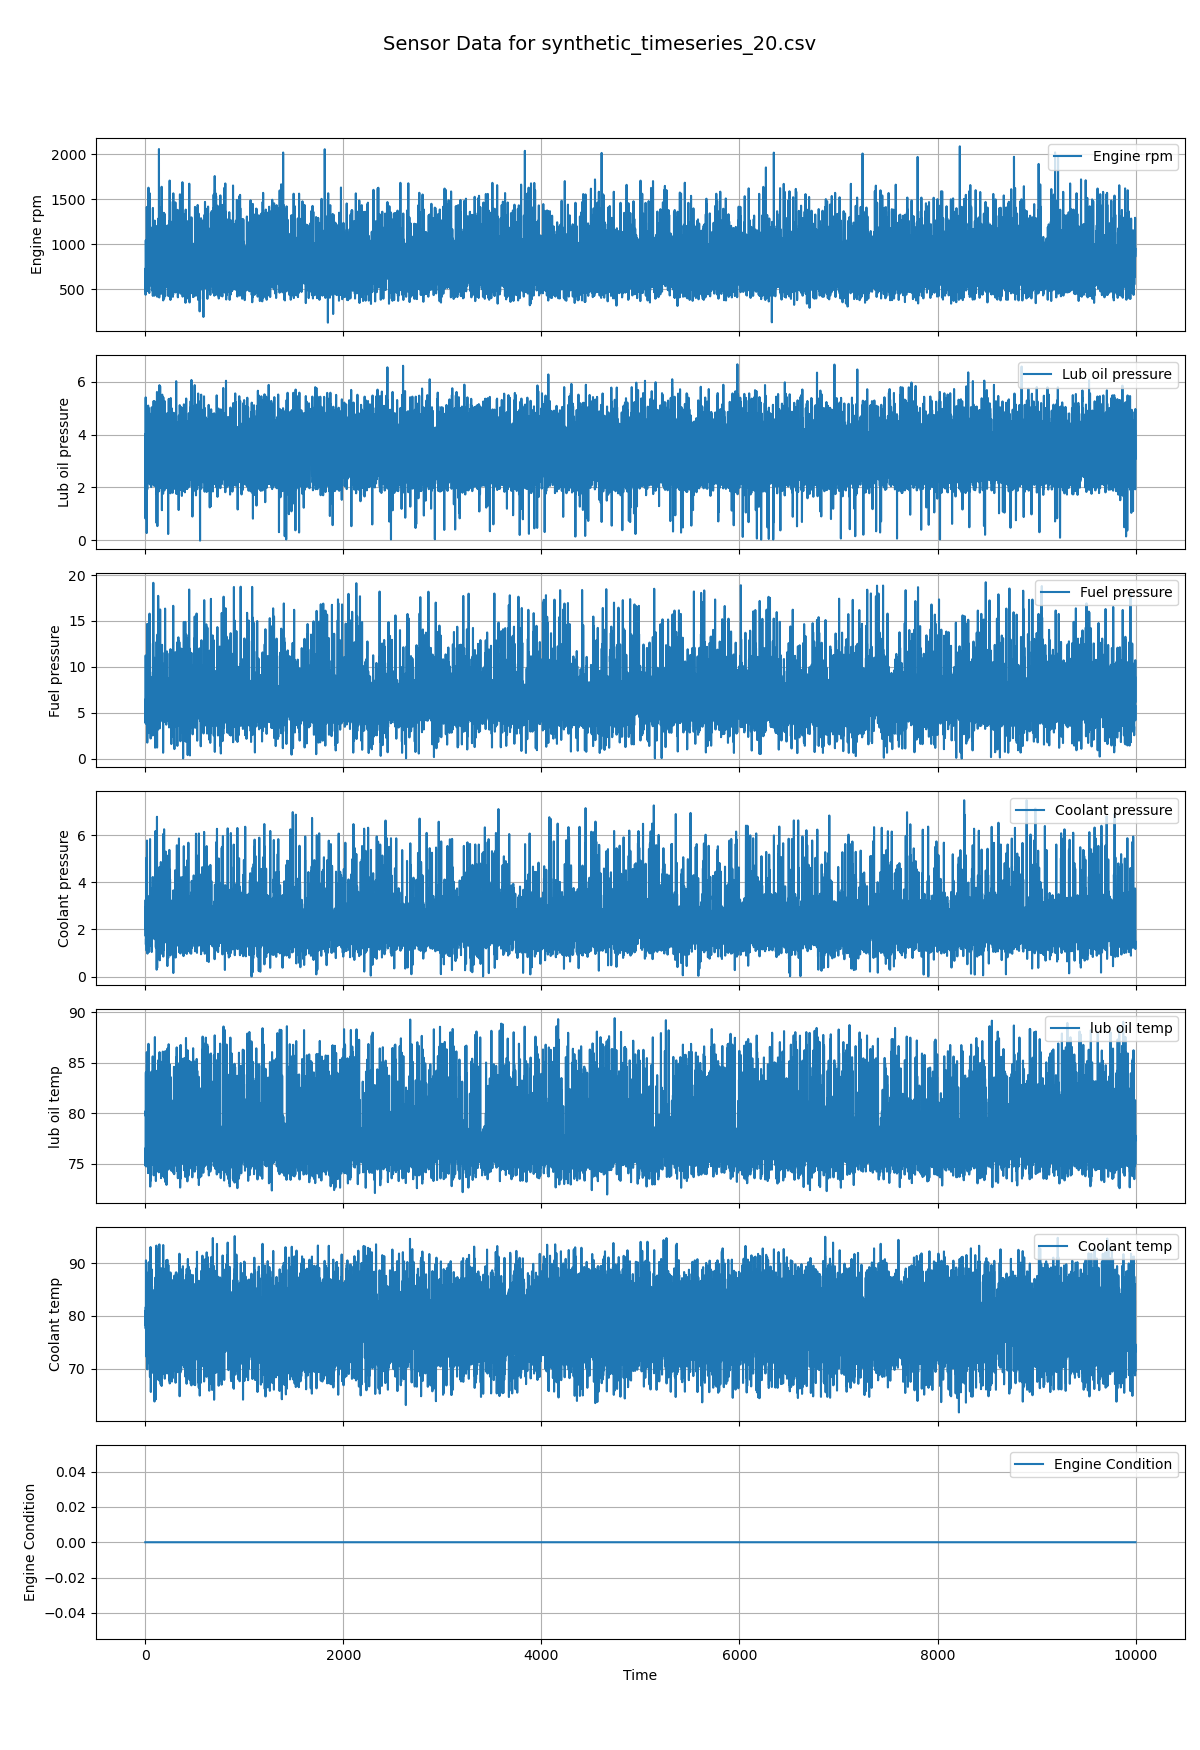 Sensor Data for synthetic_timeseries_20.csv
Engine rpm
2000
1500
1000
500
Engine rpm
Lub oil pressure
6
4
2
0
Lub oil pressure
Fuel pressure
20
15
10
5
0
Fuel pressure
Coolant pressure
6
4
2
0
Coolant pressure
lub oil temp
90
85
80
75
lub oil temp
Coolant temp
90
80
70
Coolant temp
Engine Condition
0.04
0.02
0.00
−0.02
−0.04
Engine Condition
0 2000 4000 6000 8000 10000
Time